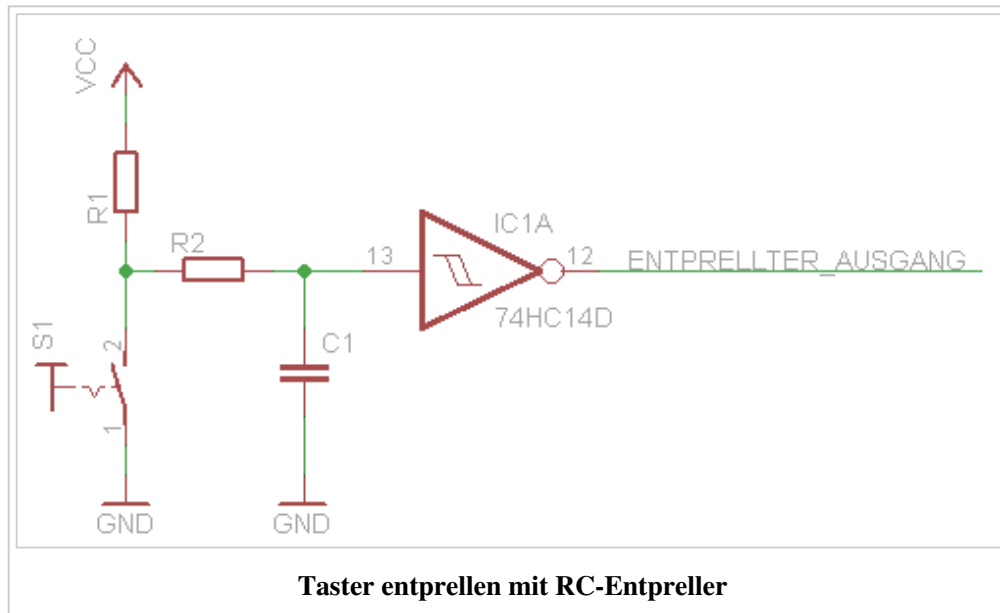 VCC
R1
R2
S1
2
1
GND
C1
GND
13
IC1A
12
74HC14D
ENTPRELLTER_AUSGANG
Taster entprellen mit RC-Entpreller